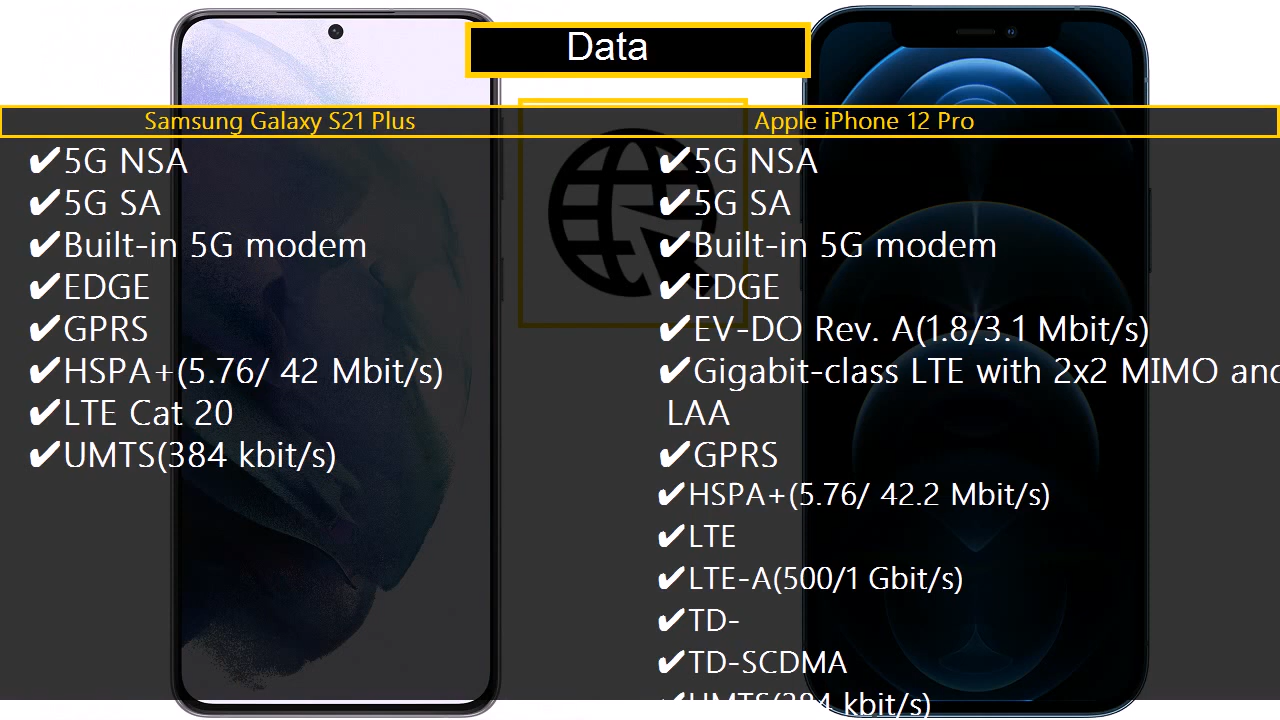 Data
Samsung Galaxy S21 Plus
Apple iPhone 12 Pro
✔5G NSA
✔5G SA
✔Built-in 5G modem
✔EDGE
✔GPRS
✔HSPA+(5.76/ 42 Mbit/s)
✔LTE Cat 20
✔UMTS(384 kbit/s)
✔5G NSA
✔5G SA
✔Built-in 5G modem
✔EDGE
✔EV-DO Rev. A(1.8/3.1 Mbit/s)
✔Gigabit-class LTE with 2x2 MIMO and
LAA
✔GPRS
✔HSPA+(5.76/ 42.2 Mbit/s)
✔LTE
✔LTE-A(500/1 Gbit/s)
✔TD-
✔TD-SCDMA
✔UMTS(384 kbit/s)